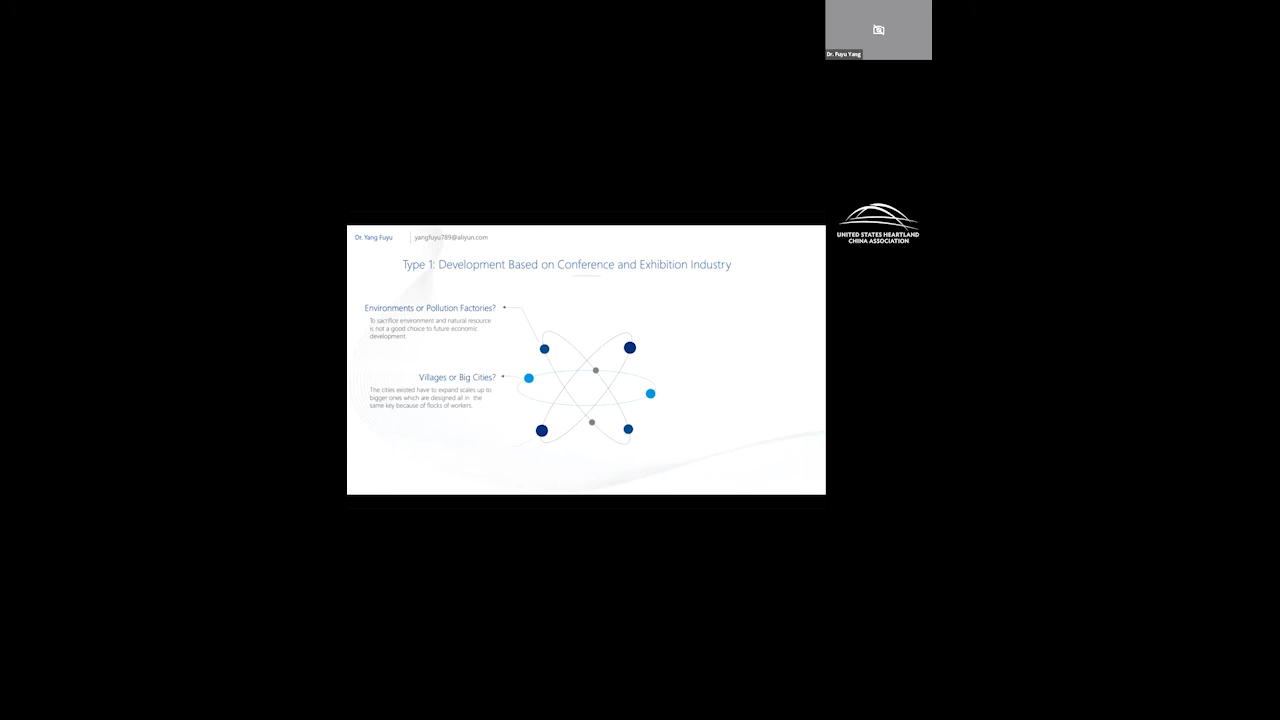 Dr. Fuyu Yang
UNITED STATES HEARTLAND
CHINA ASSOCIATION
Dr. Yang Fuyu
yangfuyu789@aliyun.com
Type 1: Development Based on Conference and Exhibition Industry
Environments or Pollution Factories?
To sacrifice environment and natural resource
is not a good choice to future economic
development.
Villages or Big Cities?
The cities existed have to expand scales up to
bigger ones which are designed all in the
same key because of flocks of workers.